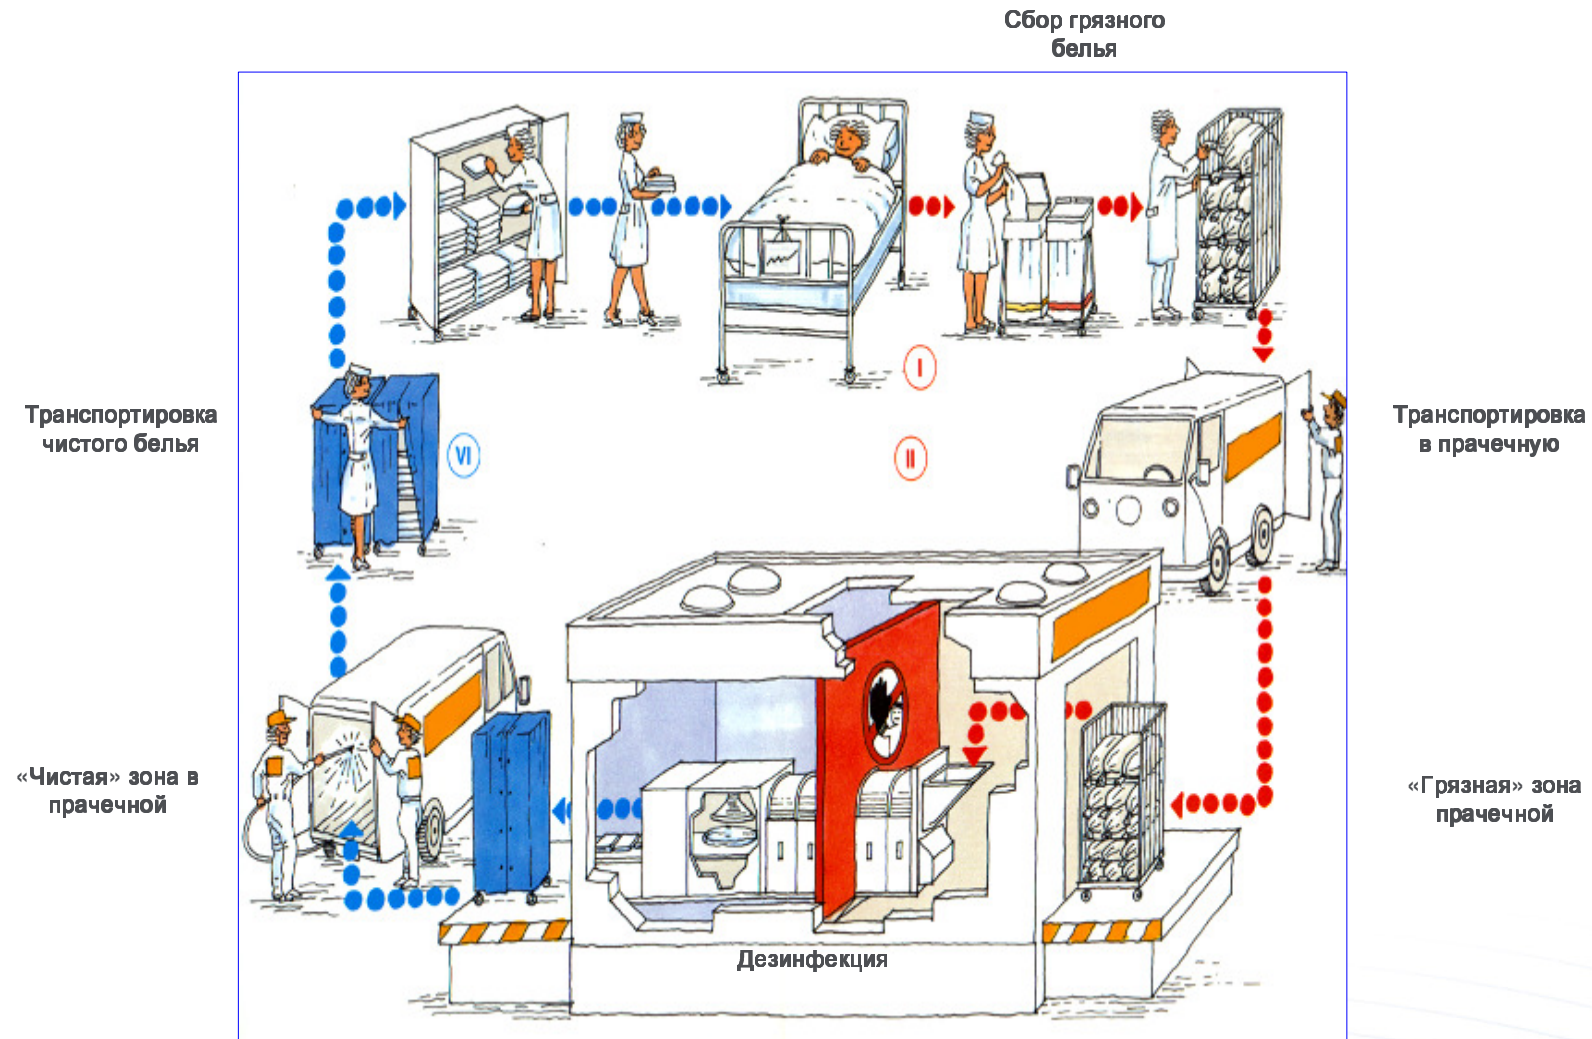 Сбор грязного
белья
I
Транспортировка
чистого белья
Транспортировка
в прачечную
VI
II
«Чистая» зона в
прачечной
«Грязная» зона
прачечной
Дезинфекция